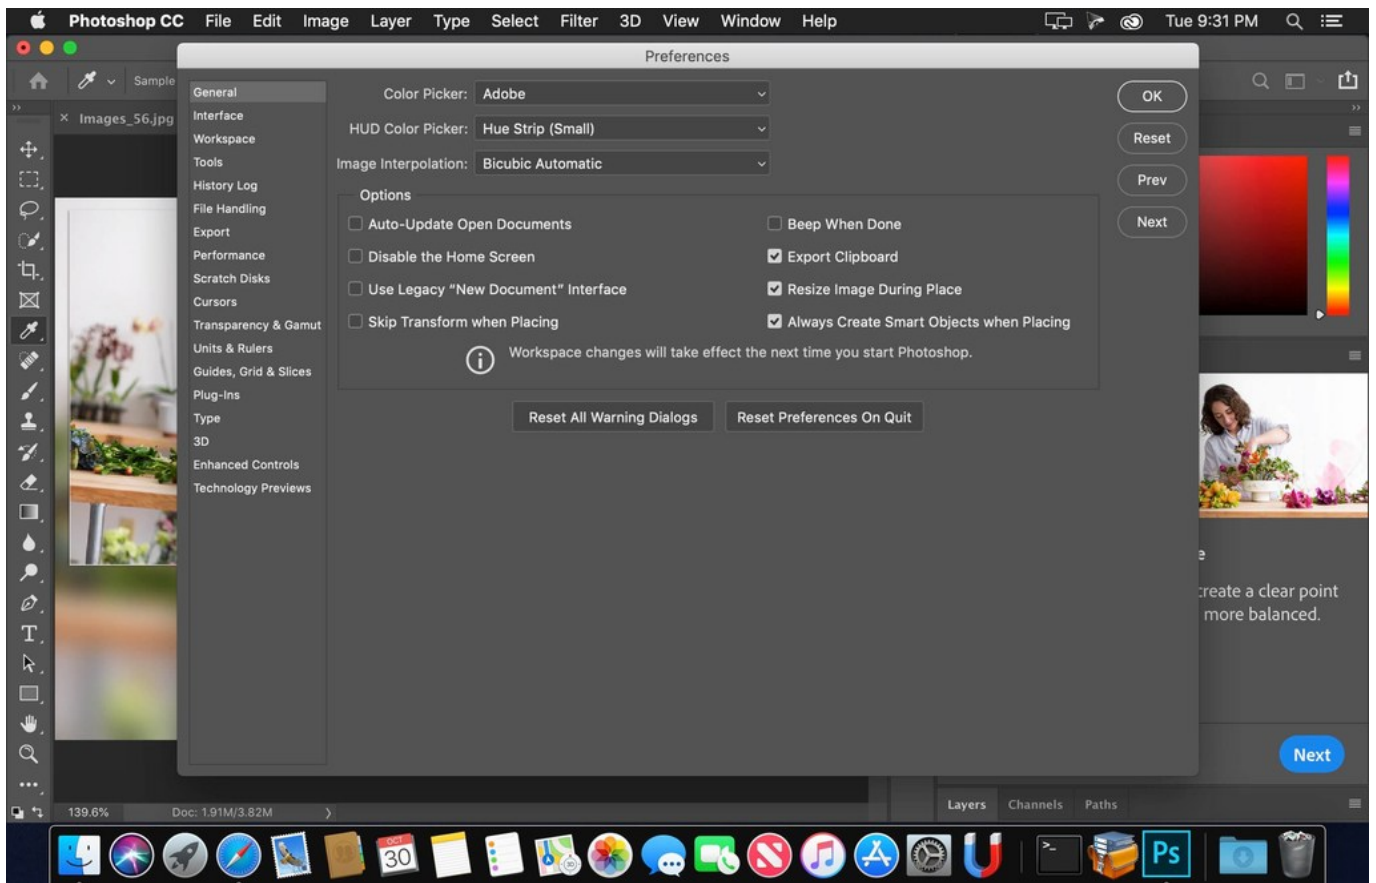 Photoshop CC File Edit Image Layer Type Select Filter 3D View Window Help Tue 9:31 PM
Preferences
Sample
× Images_56.jpg
General
Interface
Workspace
Tools
History Log
File Handling
Export
Performance
Scratch Disks
Cursors
Transparency & Gamut
Units & Rulers
Guides, Grid & Slices
Plug-Ins
Type
3D
Enhanced Controls
Technology Previews
Color Picker: Adobe
HUD Color Picker: Hue Strip (Small)
Image Interpolation: Bicubic Automatic
Options
Auto-Update Open Documents
Disable the Home Screen
Use Legacy “New Document” Interface
Skip Transform when Placing
Beep When Done
Export Clipboard
Resize Image During Place
Always Create Smart Objects when Placing
Workspace changes will take effect the next time you start Photoshop.
Reset All Warning Dialogs Reset Preferences On Quit
OK
Reset
Prev
Next
e
create a clear point
more balanced.
Next
Layers Channels Paths
139.6% Doc: 1.91M/3.82M
OCT
30
Ps